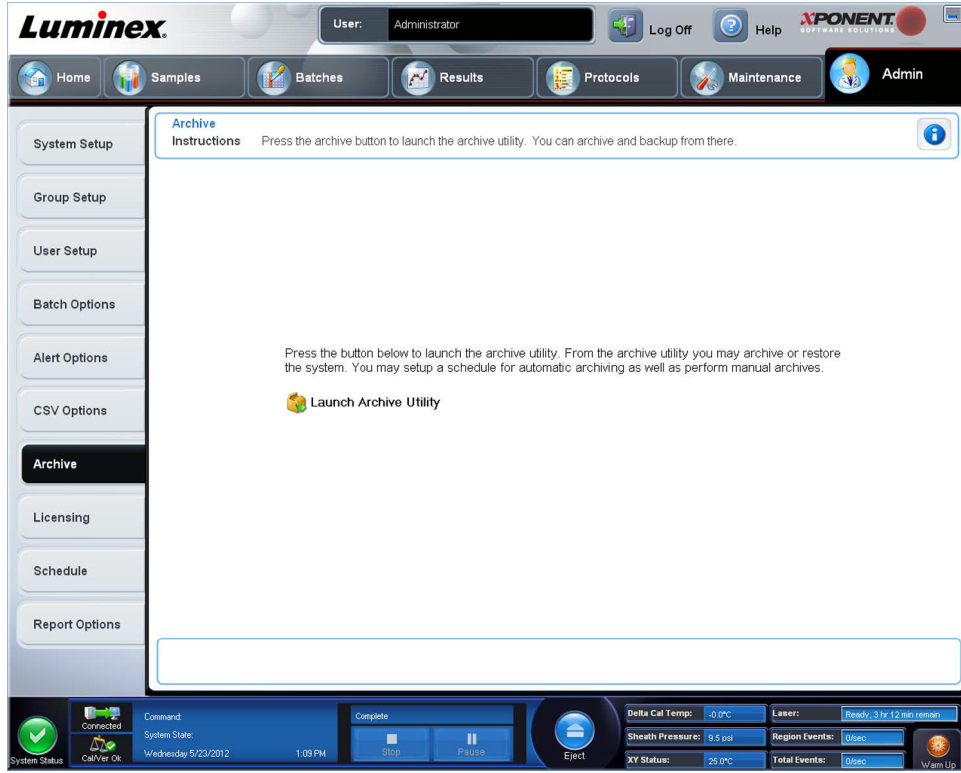 Luminex.
User: Administrator
Log Off
Help
XPONENT.
SOFTWARE SOLUTIONS
Home
Samples
Batches
Results
Protocols
Maintenance
Admin
System Setup
Group Setup
User Setup
Batch Options
Alert Options
CSV Options
Archive
Licensing
Schedule
Report Options
Archive
Instructions Press the archive button to launch the archive utility. You can archive and backup from there.
Press the button below to launch the archive utility. From the archive utility you may archive or restore
the system. You may setup a schedule for automatic archiving as well as perform manual archives.
Launch Archive Utility
System Status
Connected
Cal/Ver Ok
Command:
System State:
Wednesday 5/23/2012 1:09 PM
Complete
Stop
Pause
Eject
Delta Cal Temp: -0.0°C
Sheath Pressure: 9.5 psi
XY Status: 25.0°C
Laser: Ready, 3 hr 12 min remain
Region Events: 0/sec
Total Events: 0/sec
Warm Up